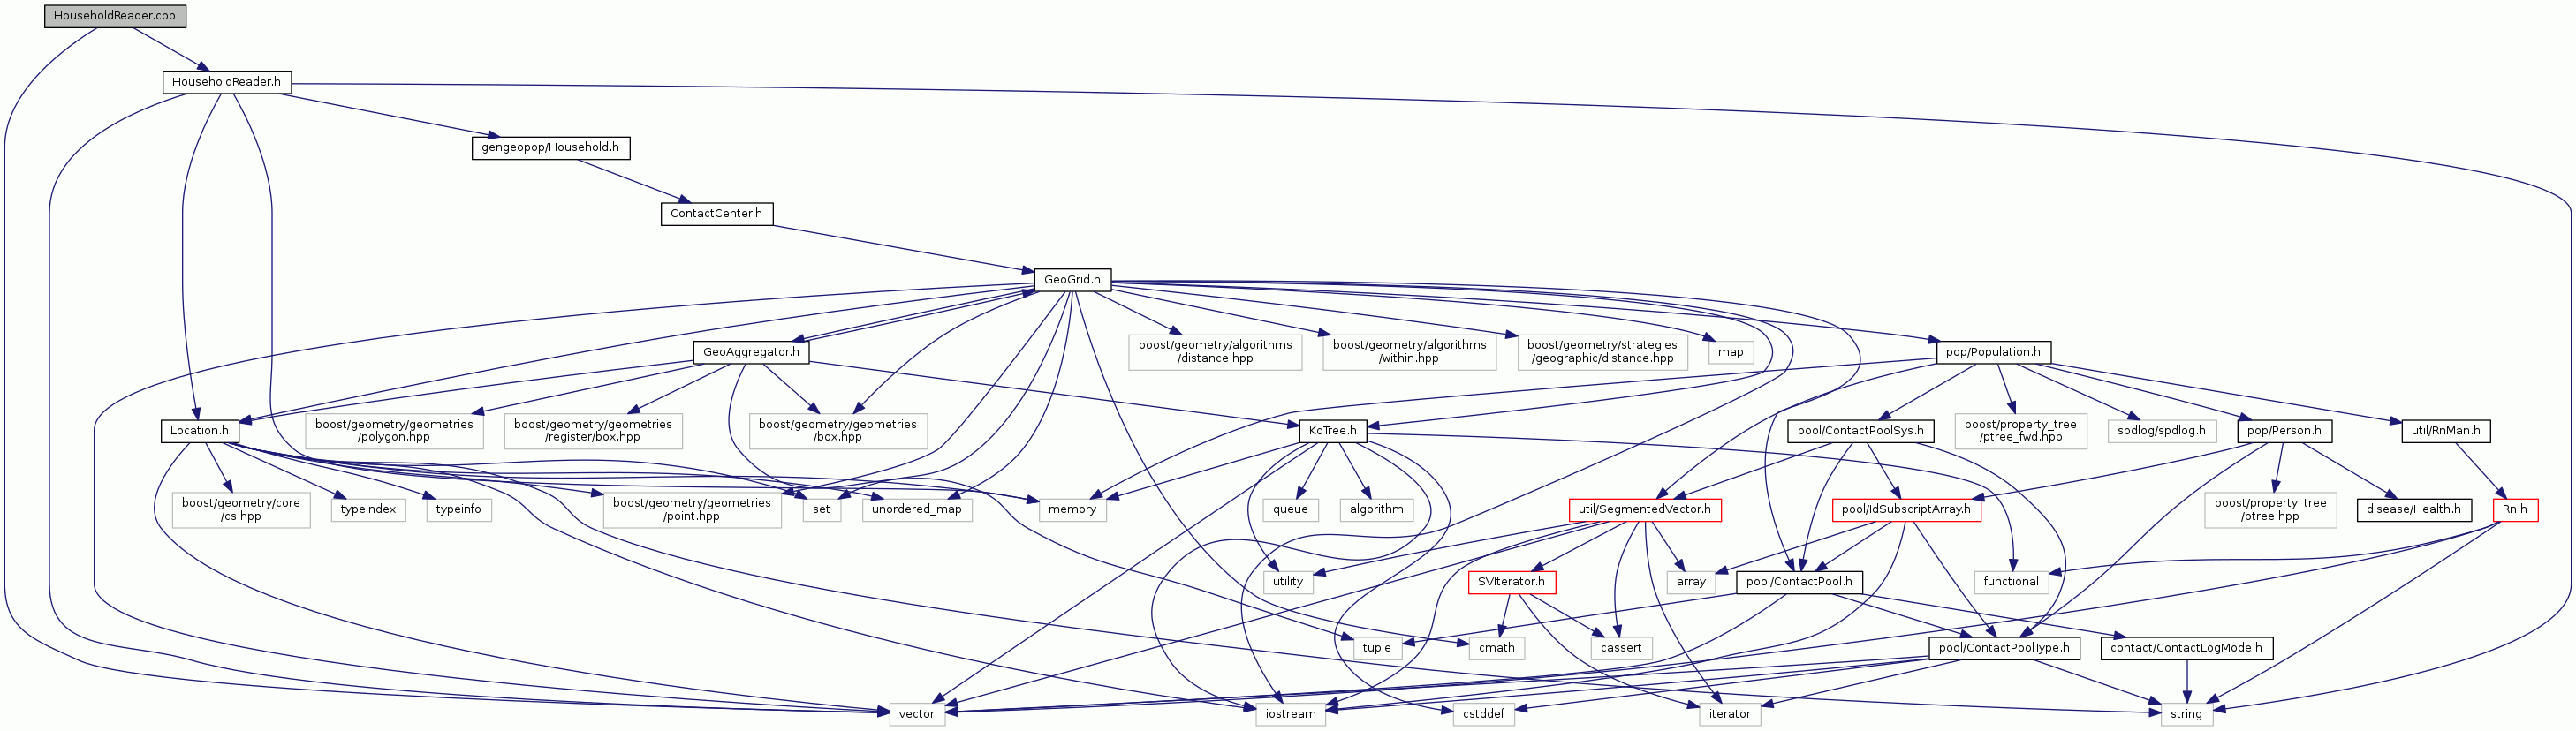 HouseholdReader.cpp
HouseholdReader.h
gengeopop/Household.h
ContactCenter.h
GeoGrid.h
GeoAggregator.h
boost/geometry/algorithms
/distance.hpp
boost/geometry/algorithms
/within.hpp
boost/geometry/strategies
/geographic/distance.hpp
map
pop/Population.h
Location.h
boost/geometry/geometries
/polygon.hpp
boost/geometry/geometries
/register/box.hpp
boost/geometry/geometries
/box.hpp
KdTree.h
pool/ContactPoolSys.h
boost/property_tree
/ptree_fwd.hpp
spdlog/spdlog.h
pop/Person.h
util/RnMan.h
boost/geometry/core
/cs.hpp
typeindex
typeinfo
boost/geometry/geometries
/point.hpp
set
unordered_map
memory
queue
algorithm
util/SegmentedVector.h
pool/IdSubscriptArray.h
boost/property_tree
/ptree.hpp
disease/Health.h
Rn.h
utility
SVIterator.h
array
pool/ContactPool.h
functional
tuple
cmath
cassert
pool/ContactPoolType.h
contact/ContactLogMode.h
vector
iostream
cstddef
iterator
string